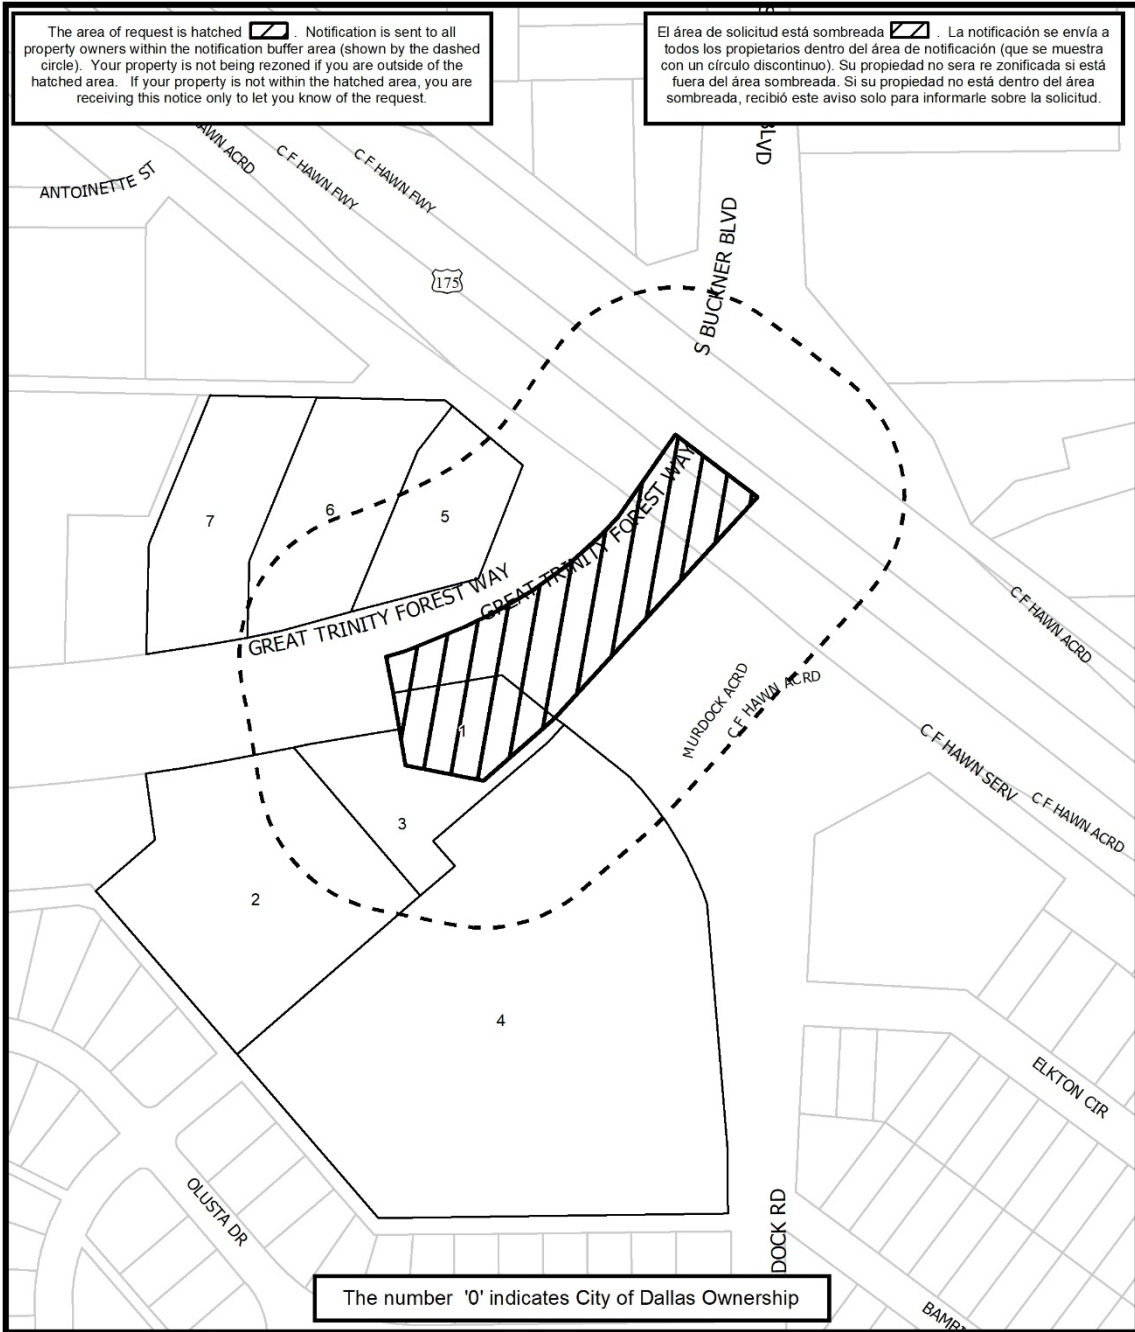 The area of request is hatched . Notification is sent to all
property owners within the notification buffer area (shown by the dashed
circle). Your property is not being rezoned if you are outside of the
hatched area. If your property is not within the hatched area, you are
receiving this notice only to let you know of the request.
El área de solicitud está sombreada . La notificación se envía a
todos los propietarios dentro del área de notificación (que se muestra
con un círculo discontinuo). Su propiedad no sera re zonificada si está
fuera del área sombreada. Si su propiedad no está dentro del área
sombreada, recibió este aviso solo para informarle sobre la solicitud.
BLVD
ACRD
C F HAWN FWY
C F HAWN FWY
ANTOINETTE ST
S BUCKNER BLVD
175
7
6
5
GREAT TRINITY FOREST WAY
GREAT TRINITY FOREST WAY
C F HAWN ACRD
MURDOCK ACRD
C F HAWN ACRD
1
C F HAWN SERV
C F HAWN ACRD
3
2
4
ELKTON CIR
OLUSTA DR
DOCK RD
The number '0' indicates City of Dallas Ownership